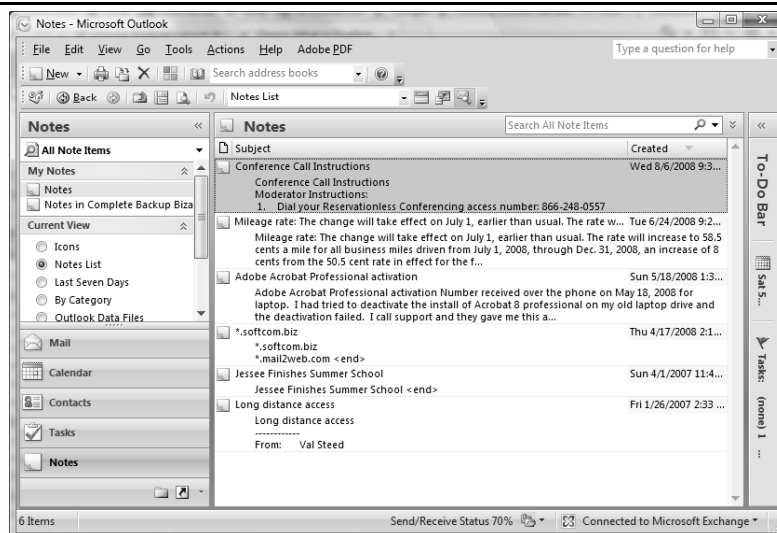 Notes - Microsoft Outlook
File Edit View Go Tools Actions Help Adobe PDF
Type a question for help
New
Search address books
Back
Notes List
Notes «
All Note Items
My Notes
Notes
Notes in Complete Backup Biza
Current View
Icons
Notes List
Last Seven Days
By Category
Outlook Data Files
Mail
Calendar
Contacts
Tasks
Notes
Notes
Search All Note Items
Subject Created
Conference Call Instructions Wed 8/6/2008 9:3...
Conference Call Instructions
Moderator Instructions:
1. Dial your Reservationless Conferencing access number: 866-248-0557
Mileage rate: The change will take effect on July 1, earlier than usual. The rate w... Tue 6/24/2008 9:2...
Mileage rate: The change will take effect on July 1, earlier than usual. The rate will increase to 58.5
cents a mile for all business miles driven from July 1, 2008, through Dec. 31, 2008, an increase of 8
cents from the 50.5 cent rate in effect for the f...
Adobe Acrobat Professional activation Sun 5/18/2008 1:3...
Adobe Acrobat Professional activation Number received over the phone on May 18, 2008 for
laptop. I had tried to deactivate the install of Acrobat 8 professional on my old laptop drive and
the deactivation failed. I call support and they gave me this a...
*.softcom.biz Thu 4/17/2008 2:1...
*.softcom.biz
*.mail2web.com <end>
Jessee Finishes Summer School Sun 4/1/2007 11:4...
Jessee Finishes Summer School <end>
Long distance access Fri 1/26/2007 2:33 ...
Long distance access
------------
From: Val Steed
«
To-Do Bar
Sat 5...
Tasks: (none) 1 ...
6 Items
Send/Receive Status 70%
Connected to Microsoft Exchange